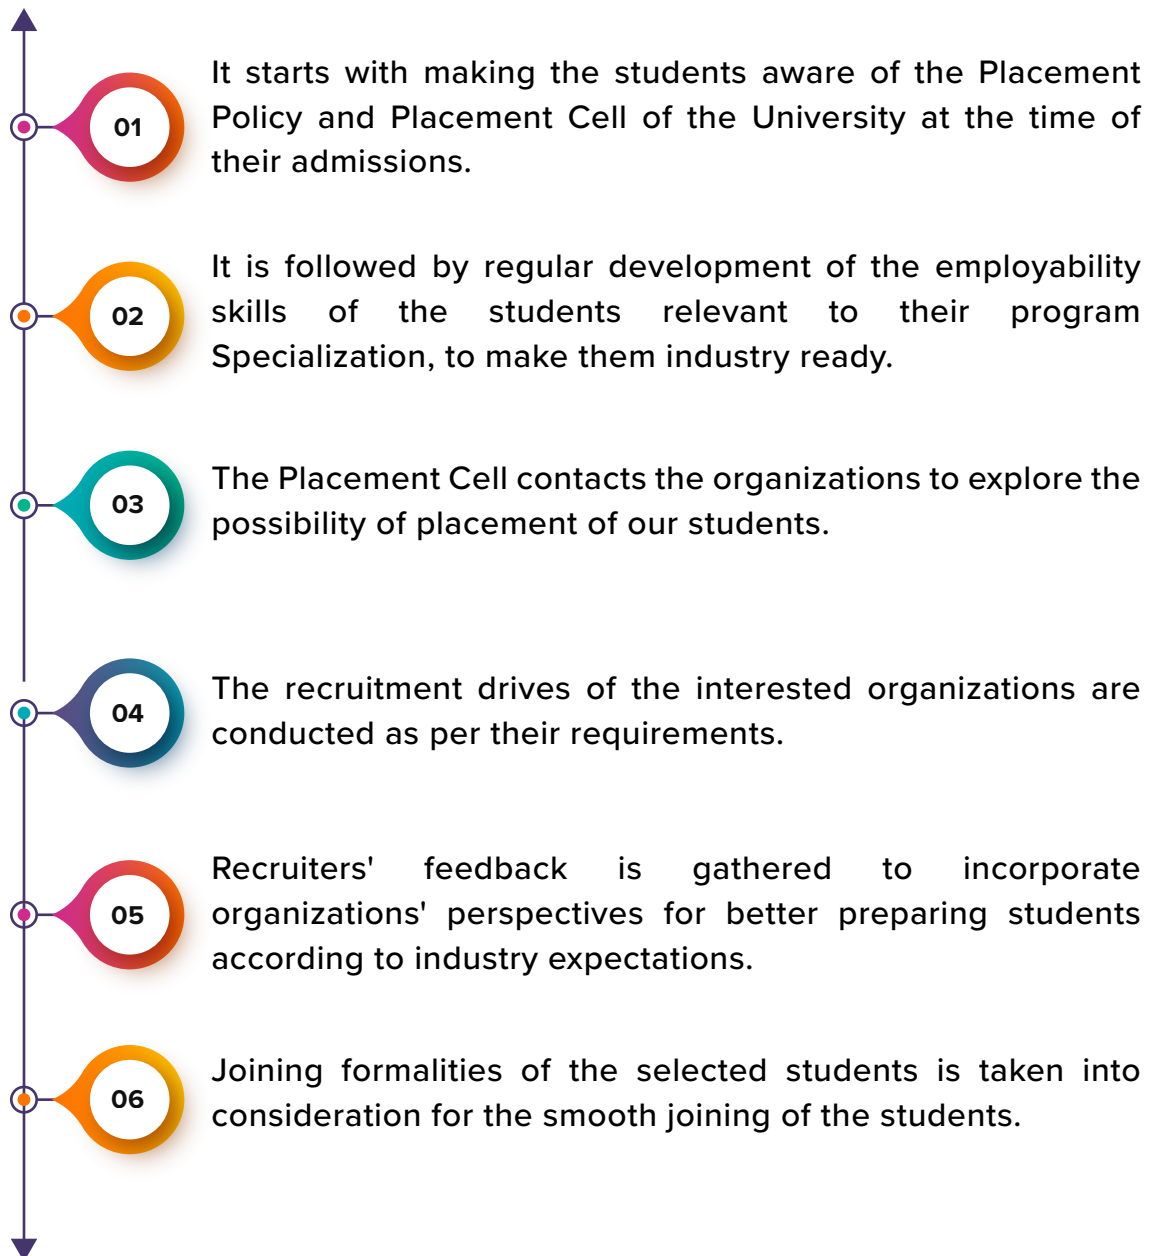 01
It starts with making the students aware of the Placement
Policy and Placement Cell of the University at the time of
their admissions.
02
It is followed by regular development of the employability
skills of the students relevant to their program
Specialization, to make them industry ready.
03
The Placement Cell contacts the organizations to explore the
possibility of placement of our students.
04
The recruitment drives of the interested organizations are
conducted as per their requirements.
05
Recruiters' feedback is gathered to incorporate
organizations' perspectives for better preparing students
according to industry expectations.
06
Joining formalities of the selected students is taken into
consideration for the smooth joining of the students.